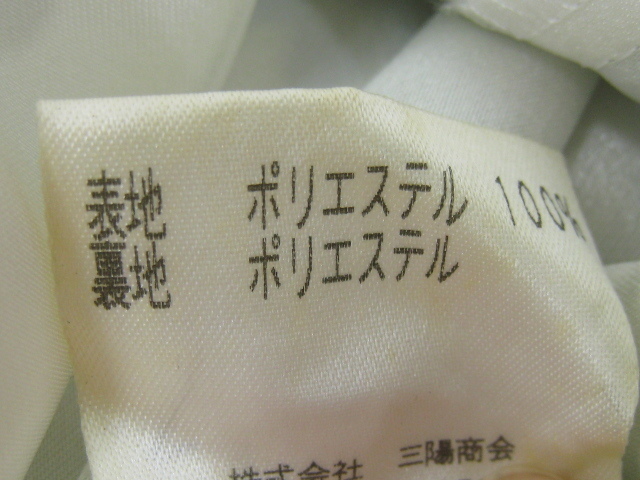 表地 ポリエステル 100%
裏地 ポリエステル
株式会社 三陽商会